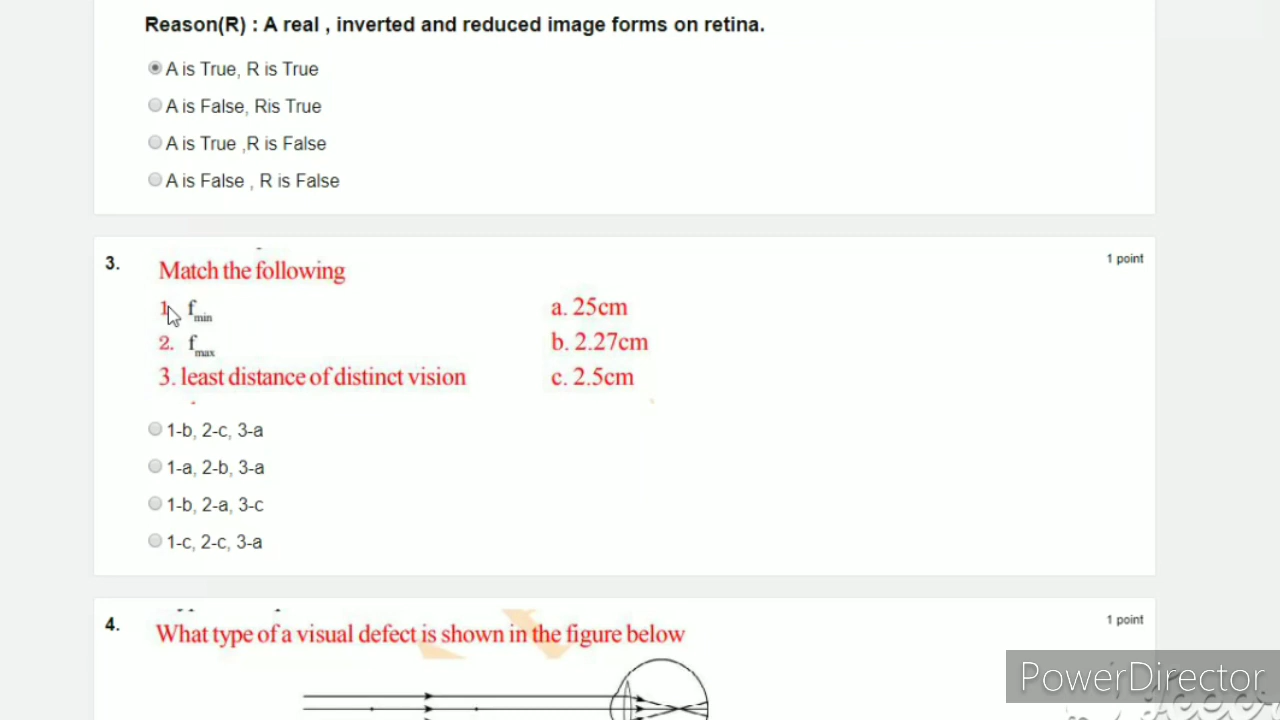 Reason(R) : A real , inverted and reduced image forms on retina.
A is True, R is True
A is False, Ris True
A is True ,R is False
A is False , R is False
3.
1 point
Match the following
1. fmin
a. 25cm
2. fmax
b. 2.27cm
3. least distance of distinct vision
c. 2.5cm
1-b, 2-c, 3-a
1-a, 2-b, 3-a
1-b, 2-a, 3-c
1-c, 2-c, 3-a
4.
1 point
What type of a visual defect is shown in the figure below
PowerDirector